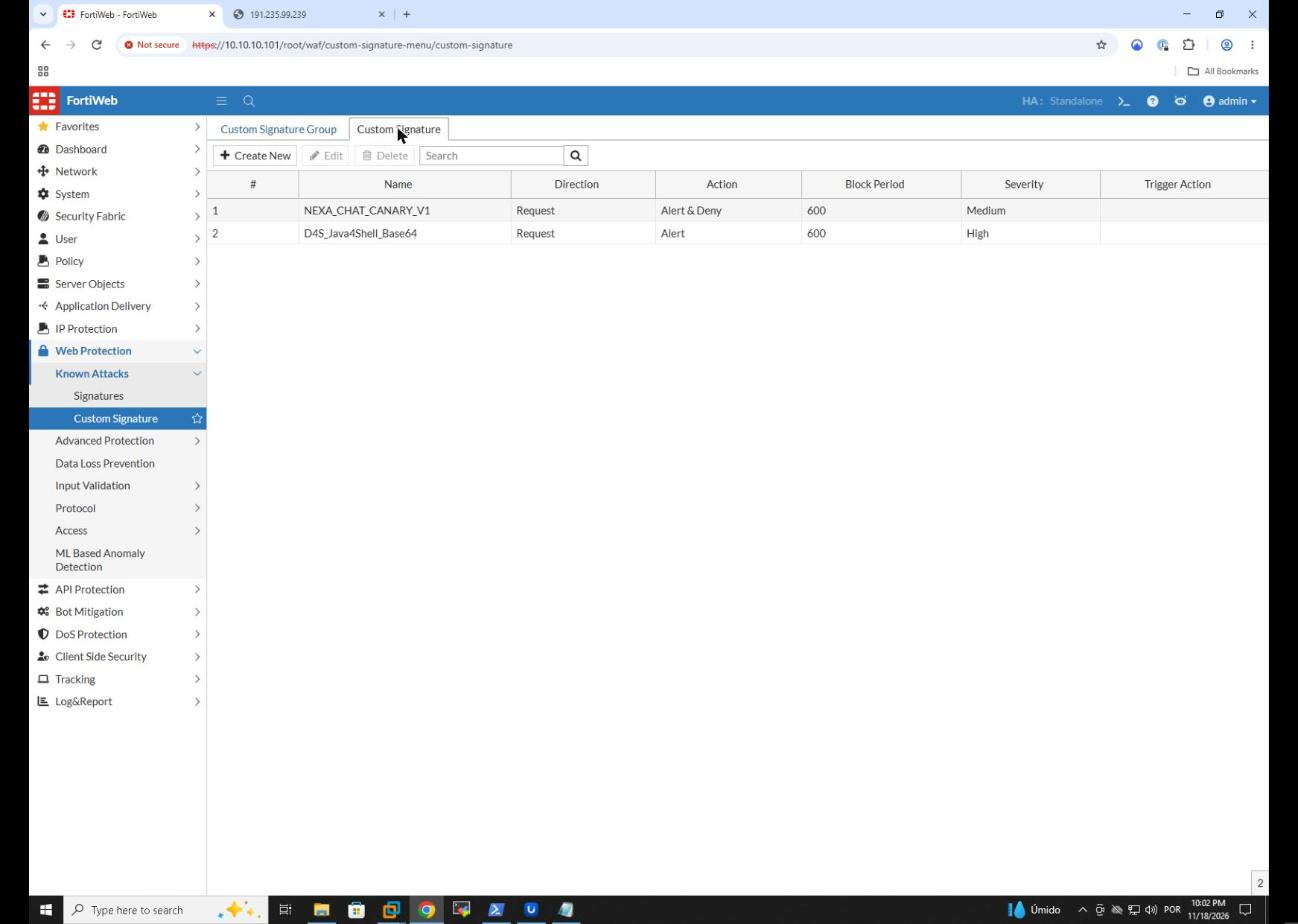 FortiWeb - FortiWeb
191.235.99.239
Not secure https://10.10.10.101/root/waf/custom-signature-menu/custom-signature
All Bookmarks
FortiWeb
HA: Standalone
admin
Favorites
Dashboard
Network
System
Security Fabric
User
Policy
Server Objects
Application Delivery
IP Protection
Web Protection
Known Attacks
Signatures
Custom Signature
Advanced Protection
Data Loss Prevention
Input Validation
Protocol
Access
ML Based Anomaly
Detection
API Protection
Bot Mitigation
DoS Protection
Client Side Security
Tracking
Log&Report
Custom Signature Group Custom Signature
Create New Edit Delete Search
# Name Direction Action Block Period Severity Trigger Action
1 NEXA_CHAT_CANARY_V1 Request Alert & Deny 600 Medium
2 D4S_Java4Shell_Base64 Request Alert 600 High
2
Type here to search
Úmido
POR
10:02 PM
11/18/2026